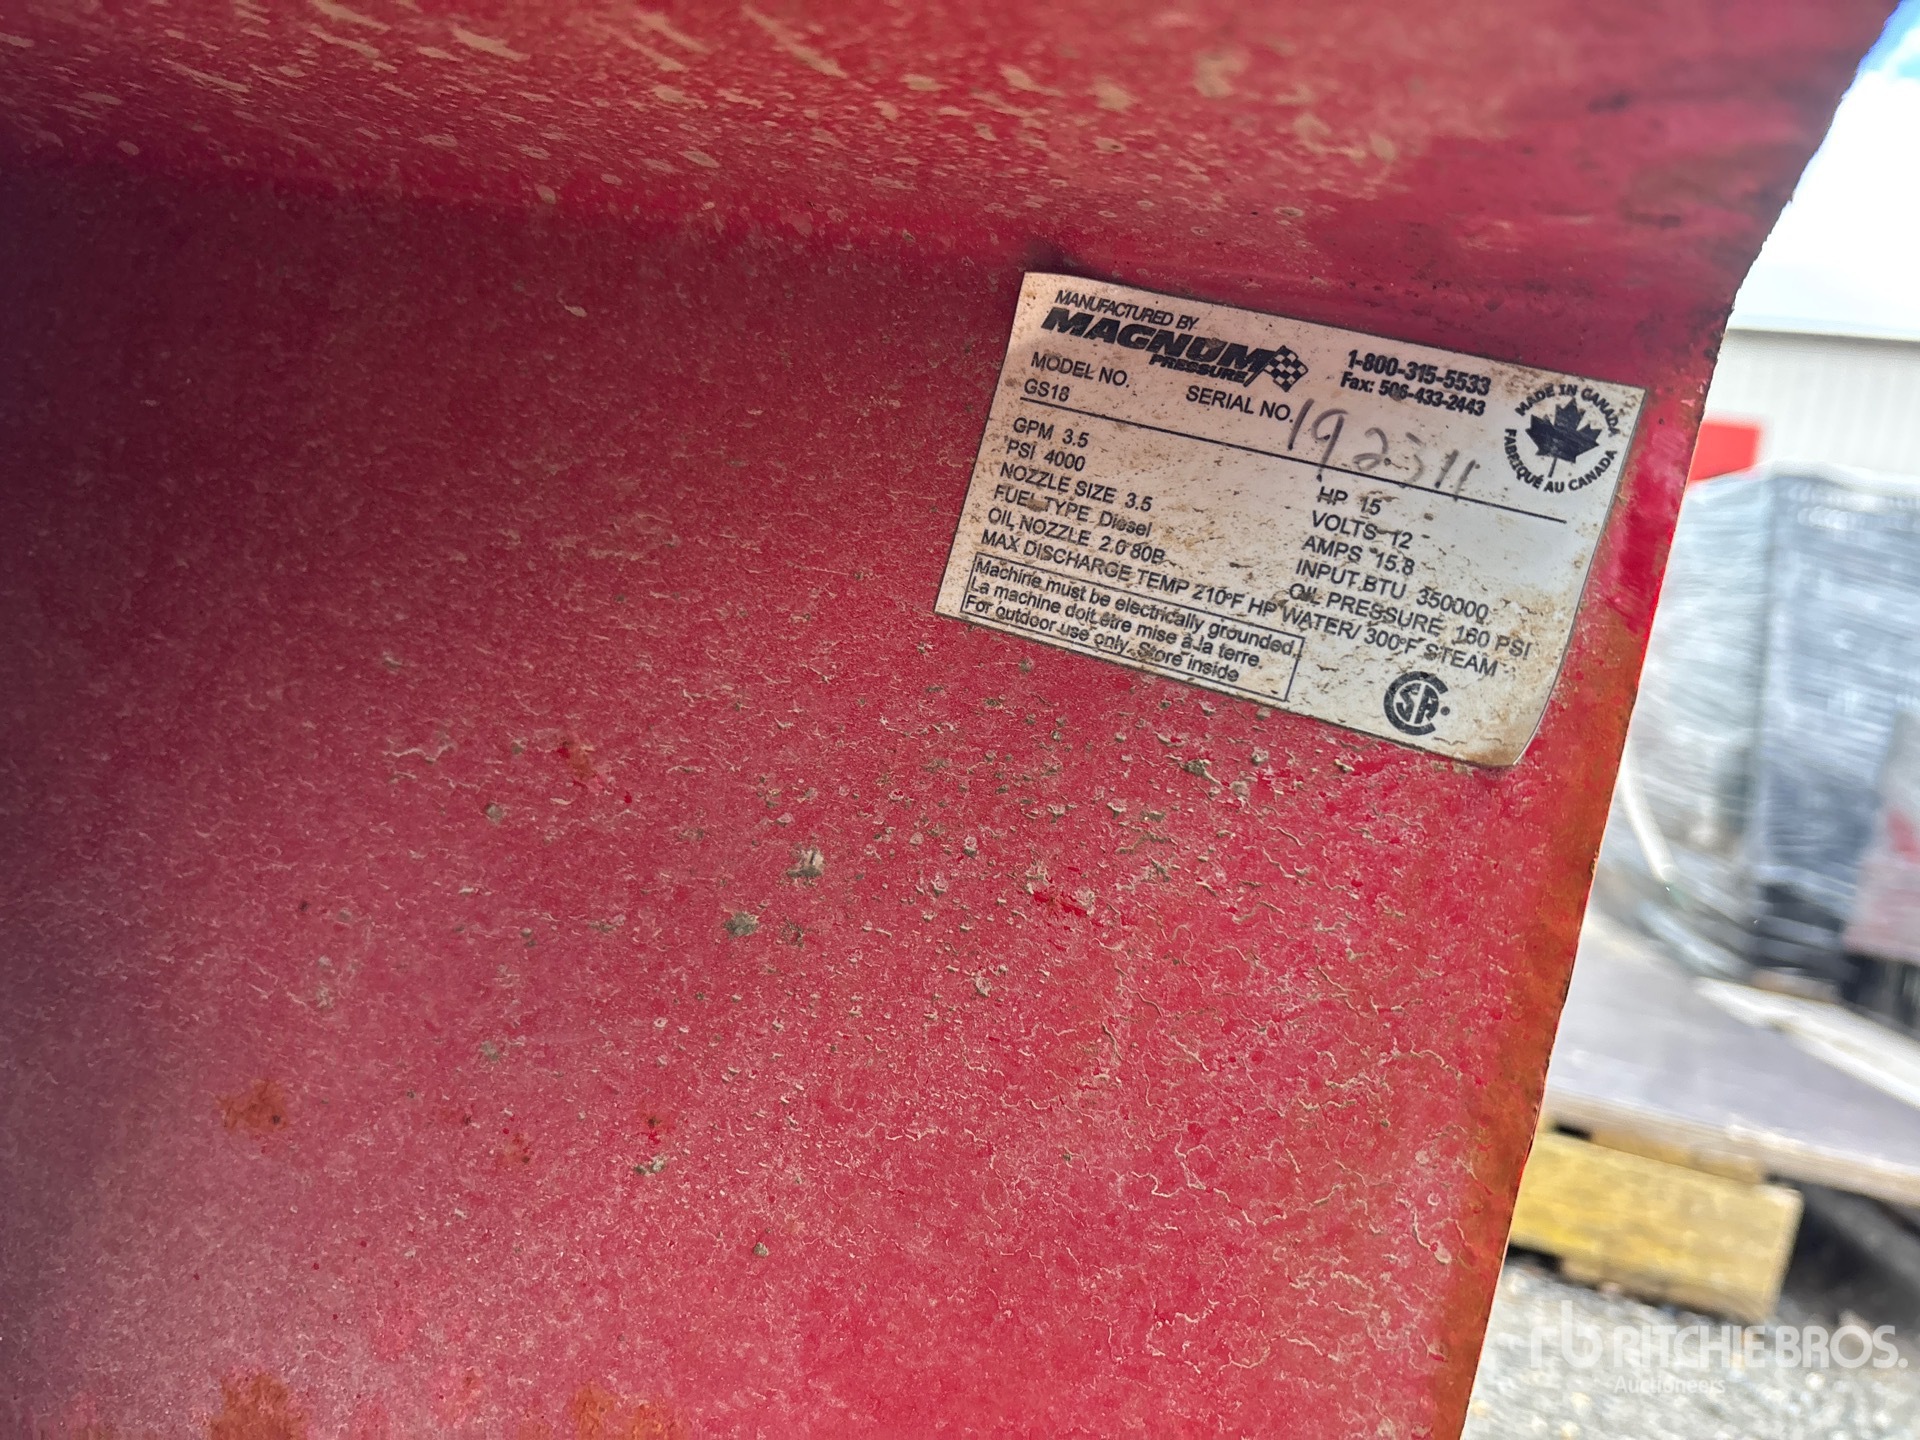 MANUFACTURED BY
MAGNUM
PRESSURE
1-800-315-5533
Fax: 506-433-2443
MADE IN CANADA
FABRIQUÉ AU CANADA
MODEL NO.
GS18
SERIAL NO. 192311
GPM 3.5
PSI 4000
NOZZLE SIZE 3.5
FUEL TYPE Diesel
OIL NOZZLE 2.0 80B
MAX DISCHARGE TEMP 210°F HP WATER/ 300°F STEAM
HP 15
VOLTS 12
AMPS 15.8
INPUT BTU 350000
OIL PRESSURE 160 PSI
Machine must be electrically grounded.
La machine doit être mise à la terre
For outdoor use only. Store inside
CSA
rb RITCHIE BROS.
Auctioneers